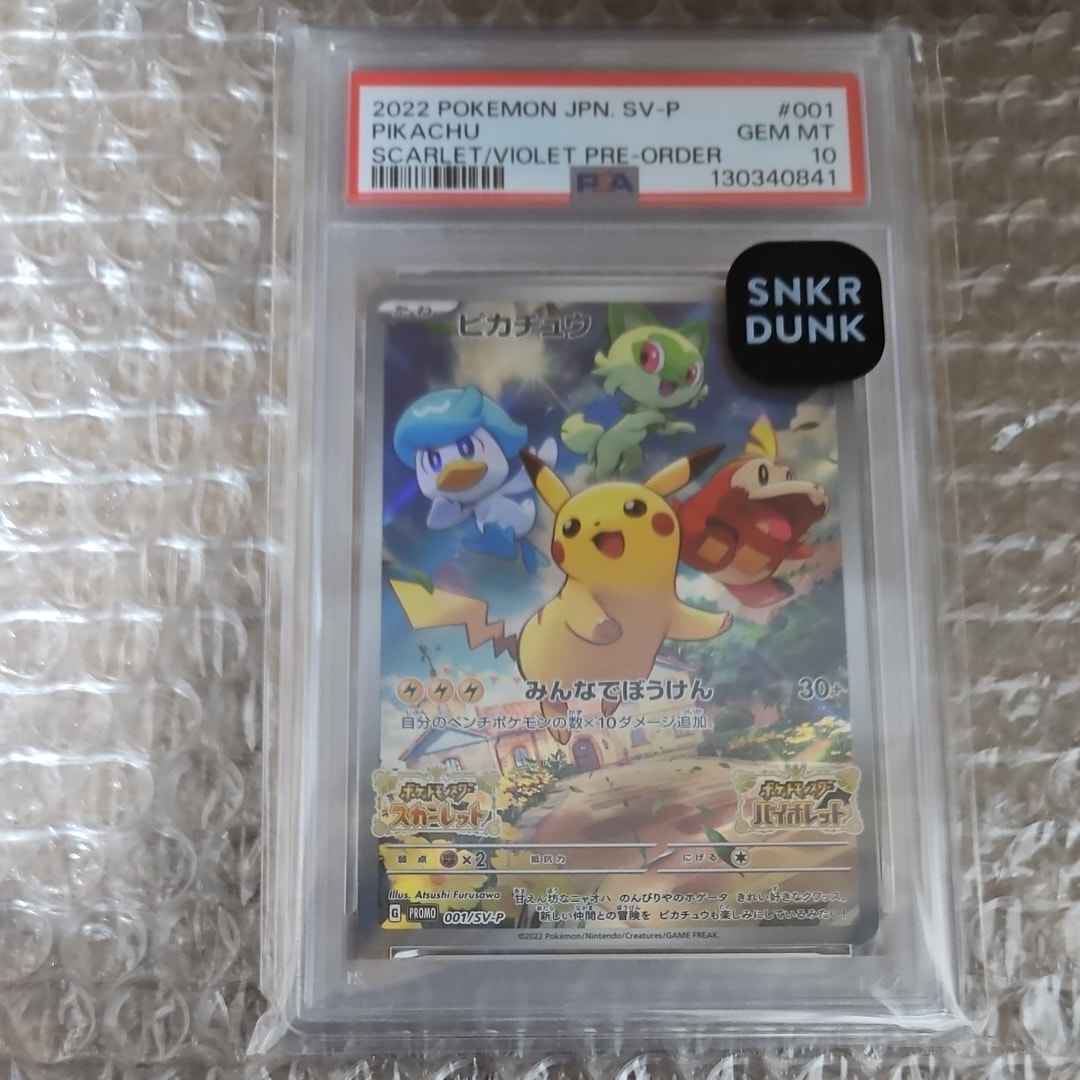 2022 POKEMON JPN. SV-P #001
PIKACHU GEM MT
SCARLET/VIOLET PRE-ORDER 10
PSA 130340841
SNKR
DUNK
たね ピカチュウ
みんなでぼうけん 30+
自分のベンチポケモンの数×10ダメージ追加。
ポケットモンスター ポケットモンスター
スカーレット バイオレット
弱点 ×2 抵抗力 にげる
Illus. Atsushi Furusawa 甘えん坊なニャオハ のんびりやのホゲータ きれい好きなクワッス。
G PROMO 001/SV-P 新しい仲間との冒険を ピカチュウも楽しみにしているみたい!
©2022 Pokémon/Nintendo/Creatures/GAME FREAK.